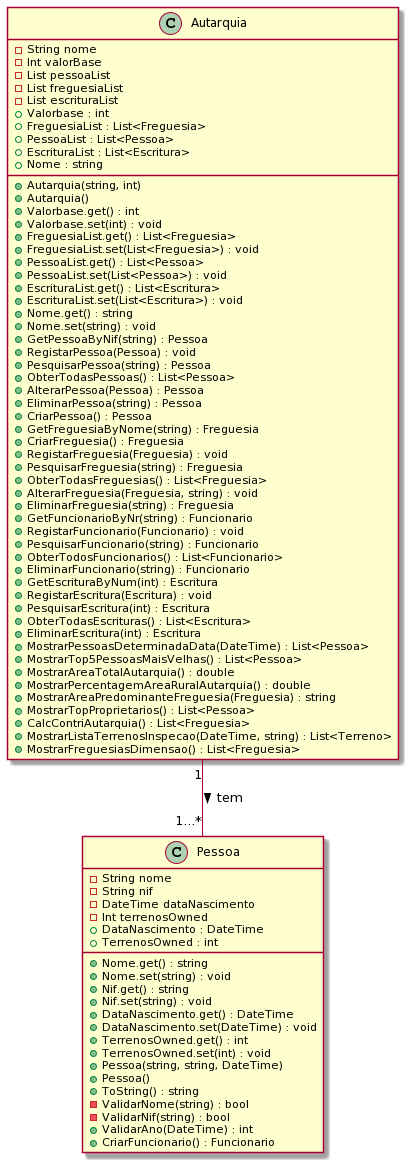 C Autarquia
String nome
Int valorBase
List pessoaList
List freguesiaList
List escrituraList
Valorbase : int
FreguesiaList : List<Freguesia>
PessoaList : List<Pessoa>
EscrituraList : List<Escritura>
Nome : string
Autarquia(string, int)
Autarquia()
Valorbase.get() : int
Valorbase.set(int) : void
FreguesiaList.get() : List<Freguesia>
FreguesiaList.set(List<Freguesia>) : void
PessoaList.get() : List<Pessoa>
PessoaList.set(List<Pessoa>) : void
EscrituraList.get() : List<Escritura>
EscrituraList.set(List<Escritura>) : void
Nome.get() : string
Nome.set(string) : void
GetPessoaByNif(string) : Pessoa
RegistarPessoa(Pessoa) : void
PesquisarPessoa(string) : Pessoa
ObterTodasPessoas() : List<Pessoa>
AlterarPessoa(Pessoa) : Pessoa
EliminarPessoa(string) : Pessoa
CriarPessoa() : Pessoa
GetFreguesiaByNome(string) : Freguesia
CriarFreguesia() : Freguesia
RegistarFreguesia(Freguesia) : void
PesquisarFreguesia(string) : Freguesia
ObterTodasFreguesias() : List<Freguesia>
AlterarFreguesia(Freguesia, string) : void
EliminarFreguesia(string) : Freguesia
GetFuncionarioByNr(string) : Funcionario
RegistarFuncionario(Funcionario) : void
PesquisarFuncionario(string) : Funcionario
ObterTodosFuncionarios() : List<Funcionario>
EliminarFuncionario(string) : Funcionario
GetEscrituraByNum(int) : Escritura
RegistarEscritura(Escritura) : void
PesquisarEscritura(int) : Escritura
ObterTodasEscrituras() : List<Escritura>
EliminarEscritura(int) : Escritura
MostrarPessoasDeterminadaData(DateTime) : List<Pessoa>
MostrarTop5PessoasMaisVelhas() : List<Pessoa>
MostrarAreaTotalAutarquia() : double
MostrarPercentagemAreaRuralAutarquia() : double
MostrarAreaPredominanteFreguesia(Freguesia) : string
MostrarTopProprietarios() : List<Pessoa>
CalcContriAutarquia() : List<Freguesia>
MostrarListaTerrenosInspecao(DateTime, string) : List<Terreno>
MostrarFreguesiasDimensao() : List<Freguesia>
1
tem
1...*
C Pessoa
String nome
String nif
DateTime dataNascimento
Int terrenosOwned
DataNascimento : DateTime
TerrenosOwned : int
Nome.get() : string
Nome.set(string) : void
Nif.get() : string
Nif.set(string) : void
DataNascimento.get() : DateTime
DataNascimento.set(DateTime) : void
TerrenosOwned.get() : int
TerrenosOwned.set(int) : void
Pessoa(string, string, DateTime)
Pessoa()
ToString() : string
ValidarNome(string) : bool
ValidarNif(string) : bool
ValidarAno(DateTime) : int
CriarFuncionario() : Funcionario